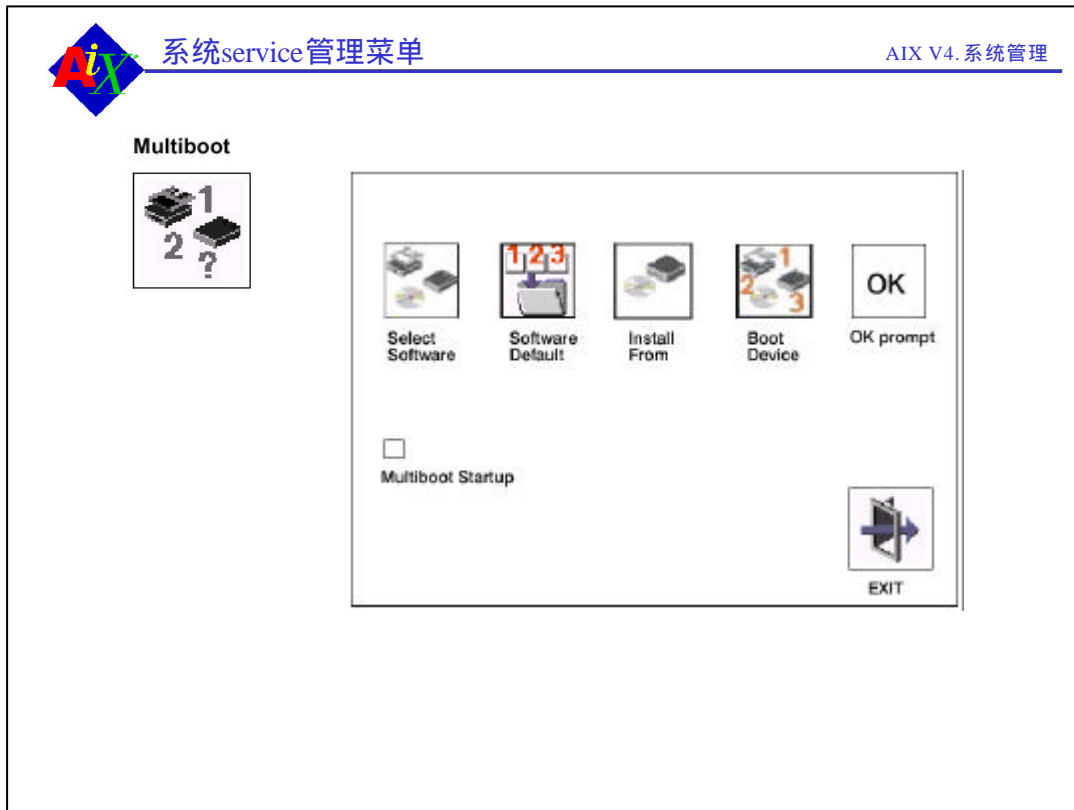 AiX
系统service管理菜单
AIX V4.系统管理
Multiboot
1
2
?
1 2 3
1
2
3
OK
Select
Software
Software
Default
Install
From
Boot
Device
OK prompt
Multiboot Startup
EXIT